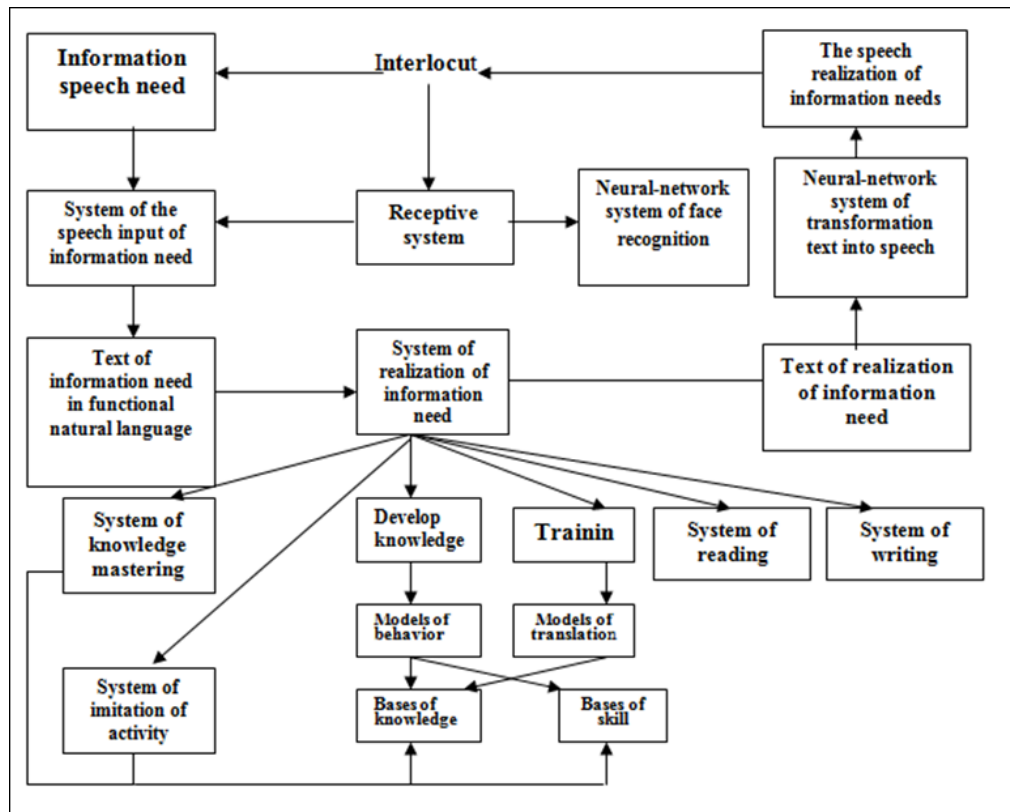 Information
speech need
Interlocut
The speech
realization of
information needs
System of the
speech input of
information need
Receptive
system
Neural-network
system of face
recognition
Neural-network
system of
transformation
text into speech
Text of
information need
in functional
natural language
System of
realization of
information
need
Text of realization
of information
need
System of
knowledge
mastering
Develop
knowledge
Trainin
System of
reading
System of
writing
Models of
behavior
Models of
translation
System of
imitation of
activity
Bases of
knowledge
Bases of
skill